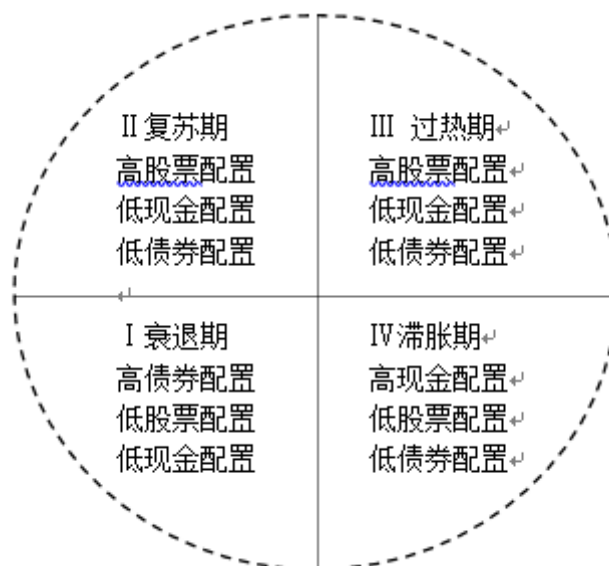 Ⅱ复苏期
高股票配置
低现金配置
低债券配置
Ⅲ 过热期
高股票配置
低现金配置
低债券配置
Ⅰ衰退期
高债券配置
低股票配置
低现金配置
Ⅳ滞胀期
高现金配置
低股票配置
低债券配置